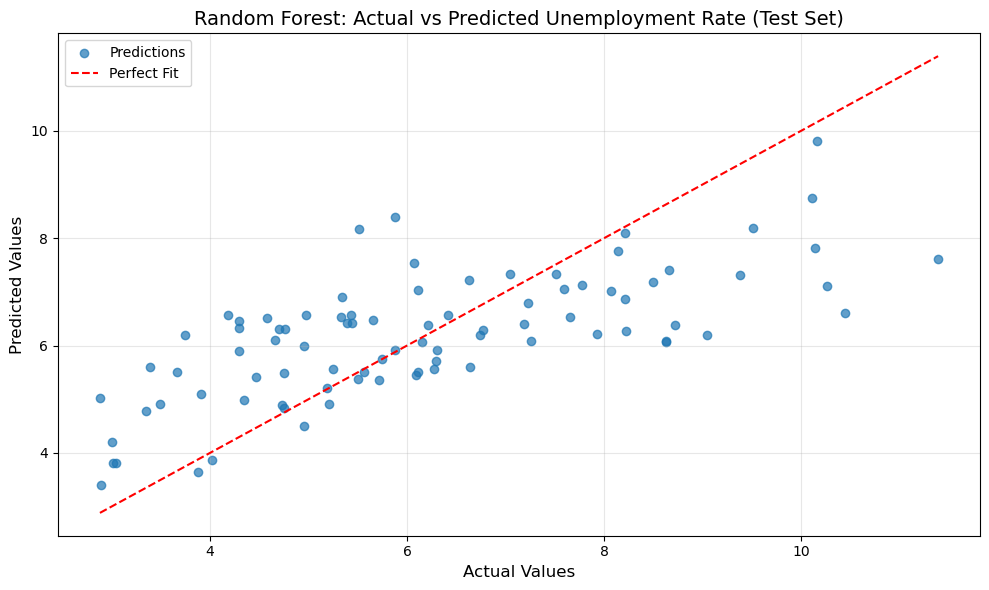 Random Forest: Actual vs Predicted Unemployment Rate (Test Set)
Predictions
Perfect Fit
Predicted Values
10
8
6
4
4 6 8 10
Actual Values